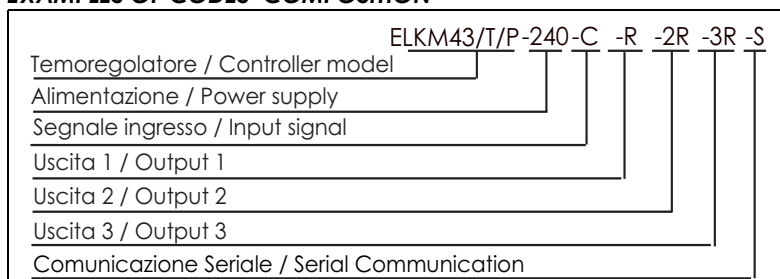 EXAMPLES OF CODES' COMPOSITION
ELKM43/T/P-240-C -R -2R -3R -S
Temoregolatore / Controller model
Alimentazione / Power supply
Segnale ingresso / Input signal
Uscita 1 / Output 1
Uscita 2 / Output 2
Uscita 3 / Output 3
Comunicazione Seriale / Serial Communication